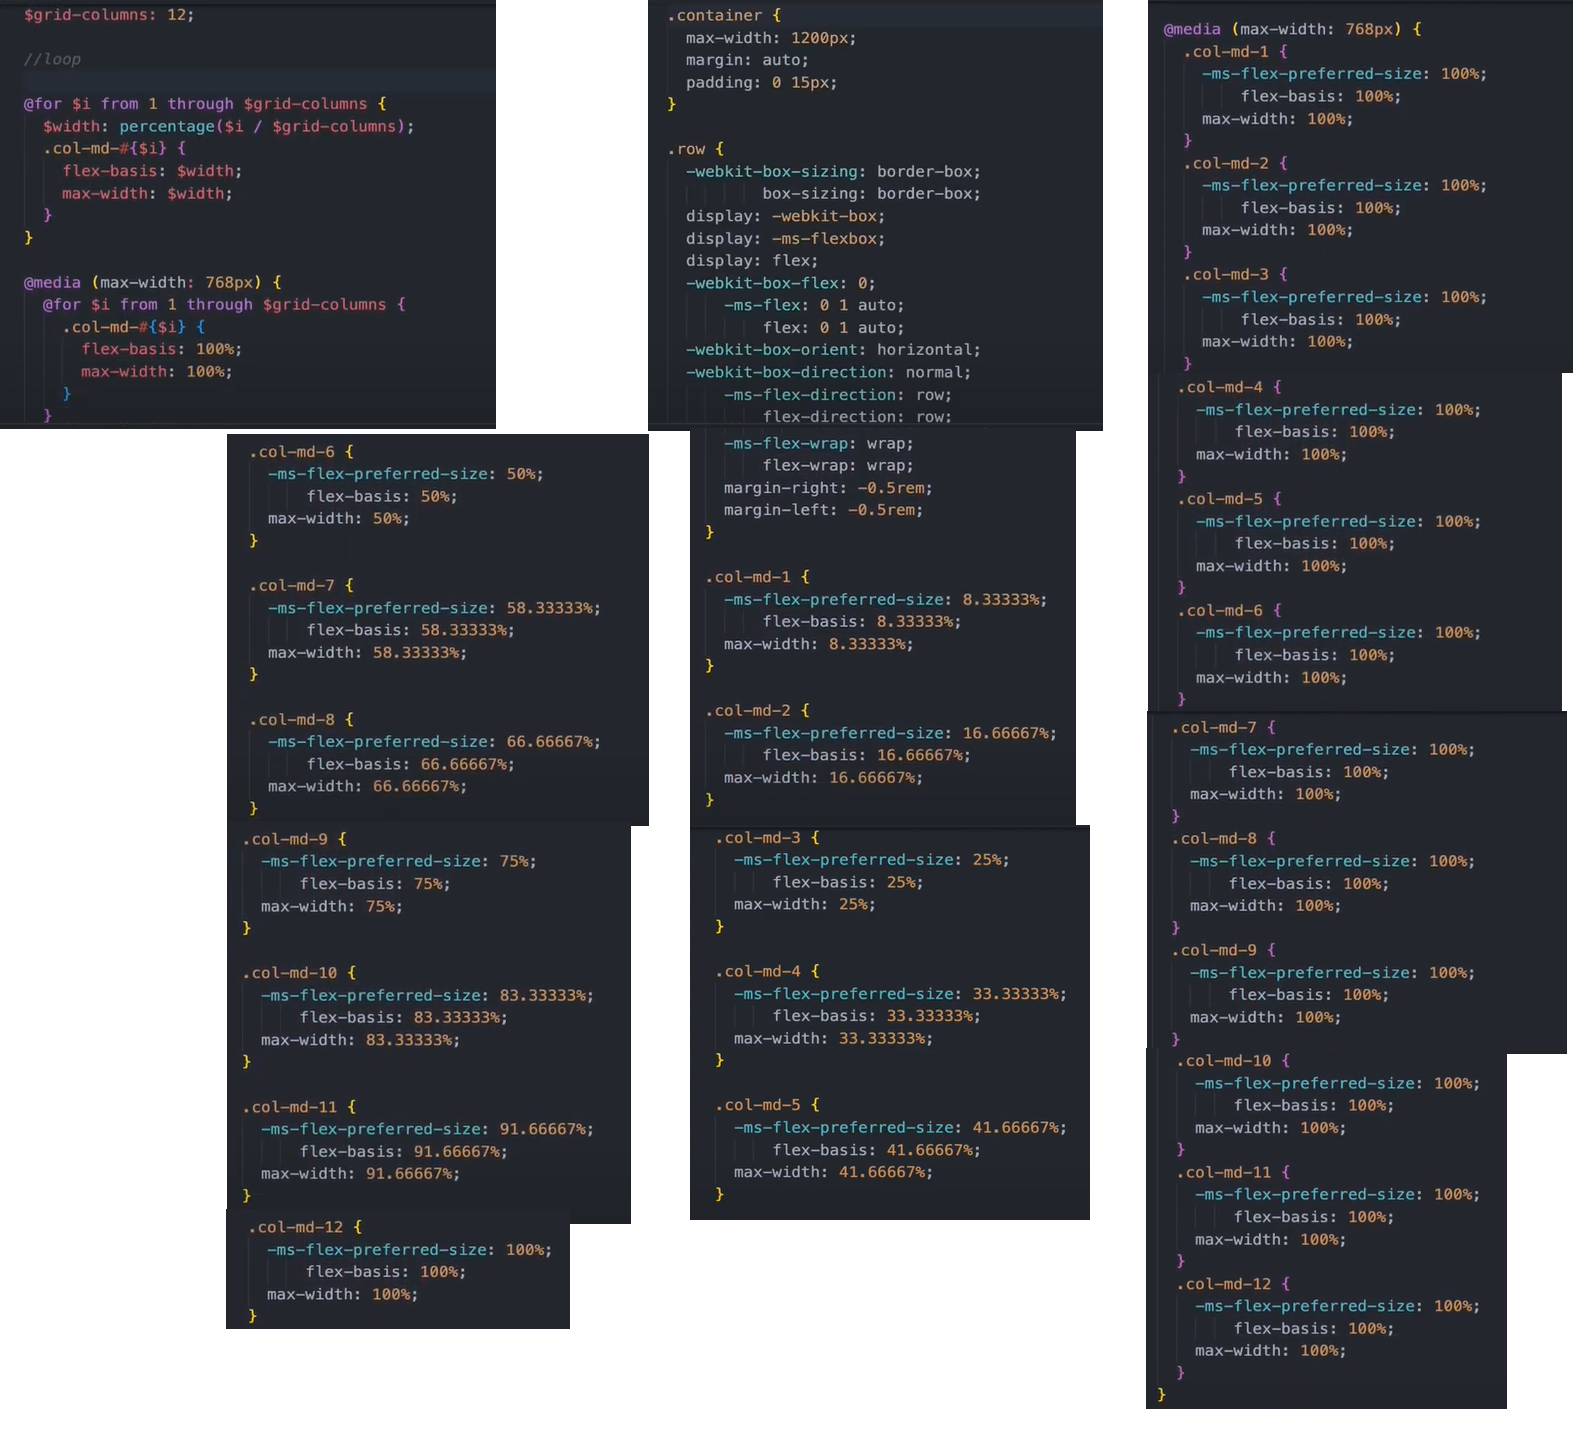 $grid-columns: 12;
//loop
@for $i from 1 through $grid-columns {
$width: percentage($i / $grid-columns);
.col-md-#{$i} {
flex-basis: $width;
max-width: $width;
}
}
@media (max-width: 768px) {
@for $i from 1 through $grid-columns {
.col-md-#{$i} {
flex-basis: 100%;
max-width: 100%;
}
}
.container {
max-width: 1200px;
margin: auto;
padding: 0 15px;
}
.row {
-webkit-box-sizing: border-box;
box-sizing: border-box;
display: -webkit-box;
display: -ms-flexbox;
display: flex;
-webkit-box-flex: 0;
-ms-flex: 0 1 auto;
flex: 0 1 auto;
-webkit-box-orient: horizontal;
-webkit-box-direction: normal;
-ms-flex-direction: row;
flex-direction: row;
-ms-flex-wrap: wrap;
flex-wrap: wrap;
margin-right: -0.5rem;
margin-left: -0.5rem;
}
.col-md-1 {
-ms-flex-preferred-size: 8.33333%;
flex-basis: 8.33333%;
max-width: 8.33333%;
}
.col-md-2 {
-ms-flex-preferred-size: 16.66667%;
flex-basis: 16.66667%;
max-width: 16.66667%;
}
.col-md-3 {
-ms-flex-preferred-size: 25%;
flex-basis: 25%;
max-width: 25%;
}
.col-md-4 {
-ms-flex-preferred-size: 33.33333%;
flex-basis: 33.33333%;
max-width: 33.33333%;
}
.col-md-5 {
-ms-flex-preferred-size: 41.66667%;
flex-basis: 41.66667%;
max-width: 41.66667%;
}
.col-md-6 {
-ms-flex-preferred-size: 50%;
flex-basis: 50%;
max-width: 50%;
}
.col-md-7 {
-ms-flex-preferred-size: 58.33333%;
flex-basis: 58.33333%;
max-width: 58.33333%;
}
.col-md-8 {
-ms-flex-preferred-size: 66.66667%;
flex-basis: 66.66667%;
max-width: 66.66667%;
}
.col-md-9 {
-ms-flex-preferred-size: 75%;
flex-basis: 75%;
max-width: 75%;
}
.col-md-10 {
-ms-flex-preferred-size: 83.33333%;
flex-basis: 83.33333%;
max-width: 83.33333%;
}
.col-md-11 {
-ms-flex-preferred-size: 91.66667%;
flex-basis: 91.66667%;
max-width: 91.66667%;
}
.col-md-12 {
-ms-flex-preferred-size: 100%;
flex-basis: 100%;
max-width: 100%;
}
@media (max-width: 768px) {
.col-md-1 {
-ms-flex-preferred-size: 100%;
flex-basis: 100%;
max-width: 100%;
}
.col-md-2 {
-ms-flex-preferred-size: 100%;
flex-basis: 100%;
max-width: 100%;
}
.col-md-3 {
-ms-flex-preferred-size: 100%;
flex-basis: 100%;
max-width: 100%;
}
.col-md-4 {
-ms-flex-preferred-size: 100%;
flex-basis: 100%;
max-width: 100%;
}
.col-md-5 {
-ms-flex-preferred-size: 100%;
flex-basis: 100%;
max-width: 100%;
}
.col-md-6 {
-ms-flex-preferred-size: 100%;
flex-basis: 100%;
max-width: 100%;
}
.col-md-7 {
-ms-flex-preferred-size: 100%;
flex-basis: 100%;
max-width: 100%;
}
.col-md-8 {
-ms-flex-preferred-size: 100%;
flex-basis: 100%;
max-width: 100%;
}
.col-md-9 {
-ms-flex-preferred-size: 100%;
flex-basis: 100%;
max-width: 100%;
}
.col-md-10 {
-ms-flex-preferred-size: 100%;
flex-basis: 100%;
max-width: 100%;
}
.col-md-11 {
-ms-flex-preferred-size: 100%;
flex-basis: 100%;
max-width: 100%;
}
.col-md-12 {
-ms-flex-preferred-size: 100%;
flex-basis: 100%;
max-width: 100%;
}
}